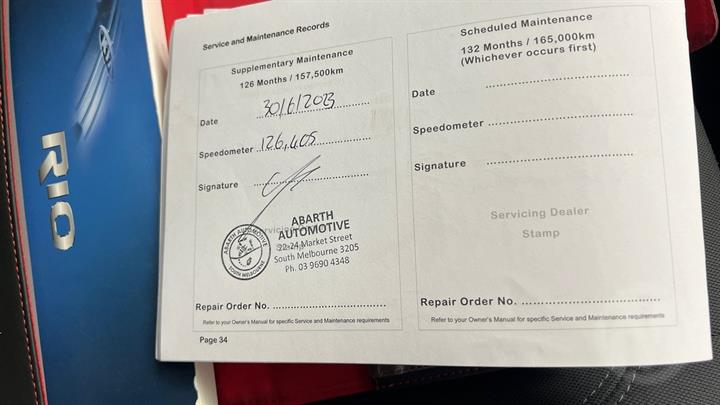 RIO
Service and Maintenance Records
Supplementary Maintenance
126 Months / 157,500km
Date 30/6/2023
Speedometer 126,405
Signature
ABARTH
AUTOMOTIVE
22-24 Market Street
South Melbourne 3205
Ph. 03 9690 4348
ABARTH AUTOMOTIVE
SOUTH MELBOURNE
Repair Order No.
Refer to your Owner's Manual for specific Service and Maintenance requirements
Page 34
Scheduled Maintenance
132 Months / 165,000km
(Whichever occurs first)
Date
Speedometer
Signature
Servicing Dealer
Stamp
Repair Order No.
Refer to your Owner's Manual for specific Service and Maintenance requirements